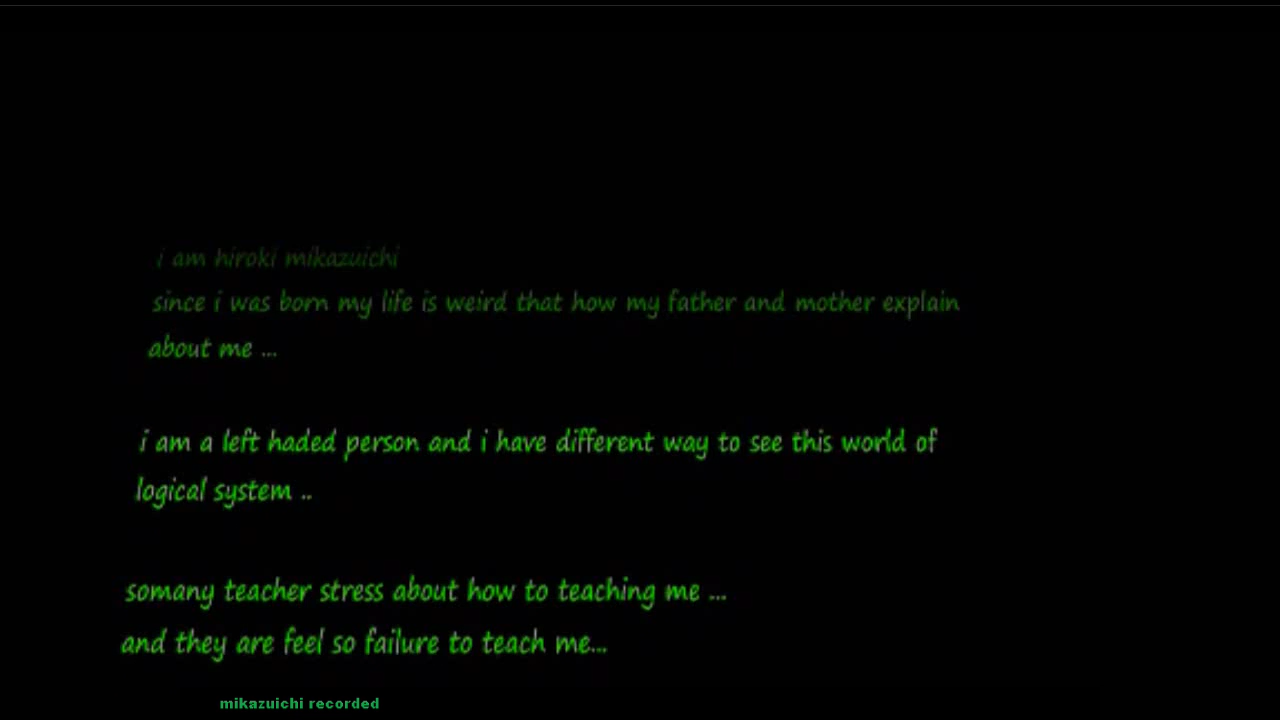 i am hiroki mikazuichi
since i was born my life is weird that how my father and mother explain
about me ...
i am a left haded person and i have different way to see this world of
logical system ..
somany teacher stress about how to teaching me ...
and they are feel so failure to teach me...
mikazuichi recorded